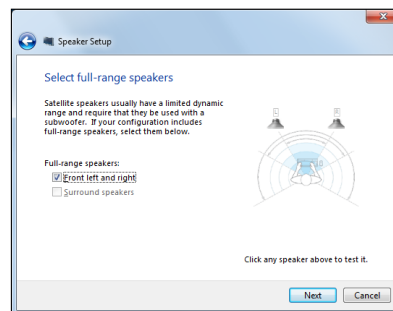 Speaker Setup
Select full-range speakers
Satellite speakers usually have a limited dynamic
range and require that they be used with a
subwoofer. If your configuration includes
full-range speakers, select them below.
L R
Full-range speakers:
Front left and right
Surround speakers
Click any speaker above to test it.
Next Cancel